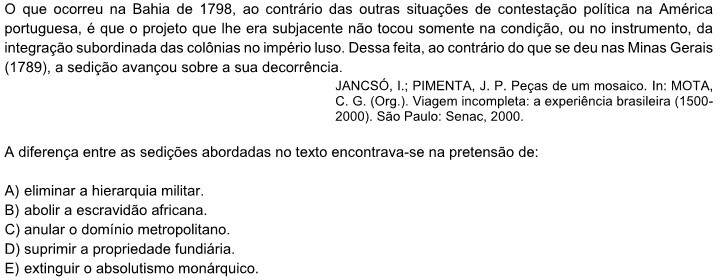 O que ocorreu na Bahia de 1798, ao contrário das outras situações de contestação política na América
portuguesa, é que o projeto que lhe era subjacente não tocou somente na condição, ou no instrumento, da
integração subordinada das colônias no império luso. Dessa feita, ao contrário do que se deu nas Minas Gerais
(1789), a sedição avançou sobre a sua decorrência.
JANCSÓ, I.; PIMENTA, J. P. Peças de um mosaico. In: MOTA,
C. G. (Org.). Viagem incompleta: a experiência brasileira (1500-
2000). São Paulo: Senac, 2000.
A diferença entre as sedições abordadas no texto encontrava-se na pretensão de:
A) eliminar a hierarquia militar.
B) abolir a escravidão africana.
C) anular o domínio metropolitano.
D) suprimir a propriedade fundiária.
E) extinguir o absolutismo monárquico.